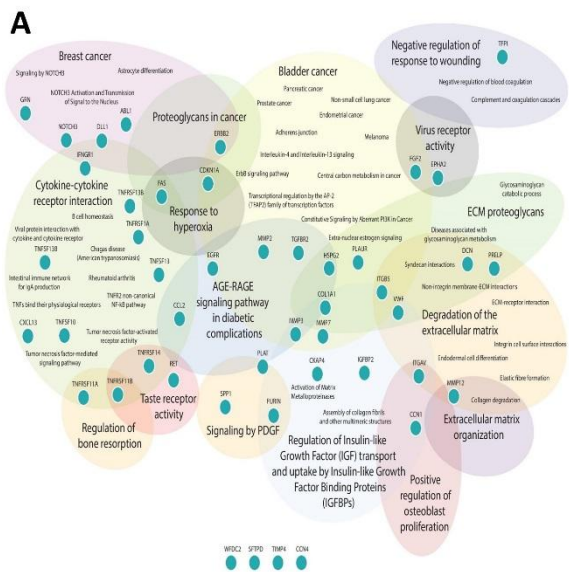 A
Breast cancer
Signaling by NOTCH3
Astrocyte differentiation
NOTCH3 Activation and Transmission
of Signal to the Nucleus
GRN
ABL1
NOTCH3
DLL1
IFNGR1
Proteoglycans in cancer
ERBB2
CDKN1A
FAS
Response to
hyperoxia
Bladder cancer
Pancreatic cancer
Prostate cancer
Non-small cell lung cancer
Endometrial cancer
Adherens junction
Melanoma
Interleukin-4 and Interleukin-13 signaling
ErbB signaling pathway
Central carbon metabolism in cancer
Transcriptional regulation by the AP-2
(TFAP2) family of transcription factors
Constitutive Signaling by Aberrant PI3K in Cancer
Extra-nuclear estrogen signaling
Negative regulation of
response to wounding
TFPI
Negative regulation of blood coagulation
Complement and coagulation cascades
Virus receptor
activity
FGF2
EPHA2
Cytokine-cytokine
receptor interaction
TNFRSF13B
B cell homeostasis
TNFRSF1A
Viral protein interaction with
cytokine and cytokine receptor
TNFSF13B
Chagas disease
(American trypanosomiasis)
TNFSF13
Intestinal immune network
for IgA production
Rheumatoid arthritis
TNFR2 non-canonical
NF-kB pathway
TNFs bind their physiological receptors
CCL2
CXCL13
TNFSF10
Tumor necrosis factor-activated
receptor activity
Tumor necrosis factor-mediated
signaling pathway
TNFRSF14
RET
TNFRSF11A
TNFRSF11B
Taste receptor
activity
Regulation of
bone resorption
MMP2
TGFBR2
EGFR
HSPG2
PLAUR
AGE-RAGE
signaling pathway
in diabetic
complications
COL1A1
MMP3
MMP7
Glycosaminoglycan
catabolic process
ECM proteoglycans
Diseases associated with
glycosaminoglycan metabolism
DCN
PRELP
Syndecan interactions
Non-integrin membrane-ECM interactions
ITGB3
VWF
ECM-receptor interaction
Degradation of the
extracellular matrix
Integrin cell surface interactions
Endodermal cell differentiation
Elastic fibre formation
ITGAV
MMP12
Collagen degradation
Extracellular matrix
organization
PLAT
SPP1
FURIN
Signaling by PDGF
CKAP4
IGFBP2
Activation of Matrix
Metalloproteinases
Assembly of collagen fibrils
and other multimeric structures
CCN1
Regulation of Insulin-like
Growth Factor (IGF) transport
and uptake by Insulin-like Growth
Factor Binding Proteins
(IGFBPs)
Positive
regulation of
osteoblast
proliferation
WFDC2 SFTPD TIMP4 CCN4